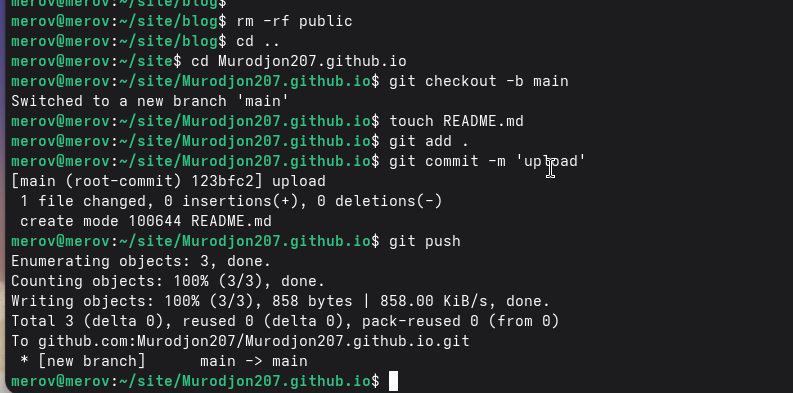 merov@merov:~/site/blog$
merov@merov:~/site/blog$ rm -rf public
merov@merov:~/site/blog$ cd ..
merov@merov:~/site$ cd Murodjon207.github.io
merov@merov:~/site/Murodjon207.github.io$ git checkout -b main
Switched to a new branch 'main'
merov@merov:~/site/Murodjon207.github.io$ touch README.md
merov@merov:~/site/Murodjon207.github.io$ git add .
merov@merov:~/site/Murodjon207.github.io$ git commit -m 'upload'
[main (root-commit) 123bfc2] upload
 1 file changed, 0 insertions(+), 0 deletions(-)
 create mode 100644 README.md
merov@merov:~/site/Murodjon207.github.io$ git push
Enumerating objects: 3, done.
Counting objects: 100% (3/3), done.
Writing objects: 100% (3/3), 858 bytes | 858.00 KiB/s, done.
Total 3 (delta 0), reused 0 (delta 0), pack-reused 0 (from 0)
To github.com:Murodjon207/Murodjon207.github.io.git
 * [new branch]      main -> main
merov@merov:~/site/Murodjon207.github.io$